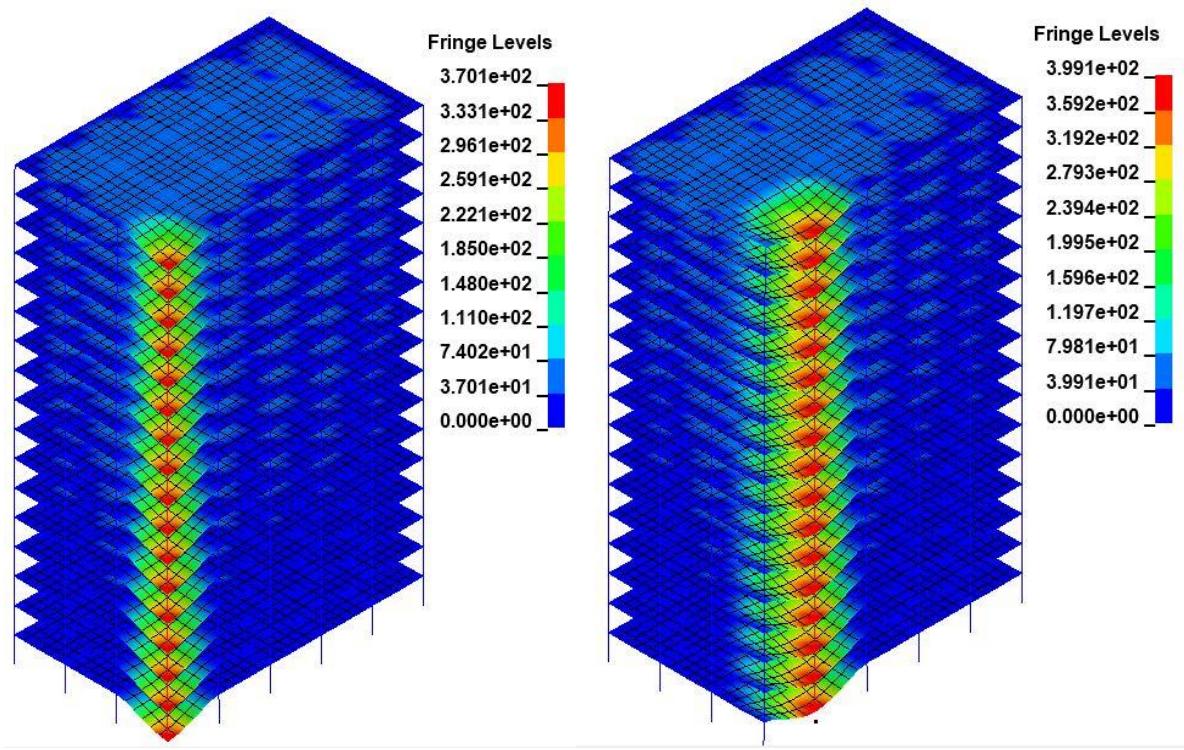 Fringe Levels
3.701e+02
3.331e+02
2.961e+02
2.591e+02
2.221e+02
1.850e+02
1.480e+02
1.110e+02
7.402e+01
3.701e+01
0.000e+00
Fringe Levels
3.991e+02
3.592e+02
3.192e+02
2.793e+02
2.394e+02
1.995e+02
1.596e+02
1.197e+02
7.981e+01
3.991e+01
0.000e+00